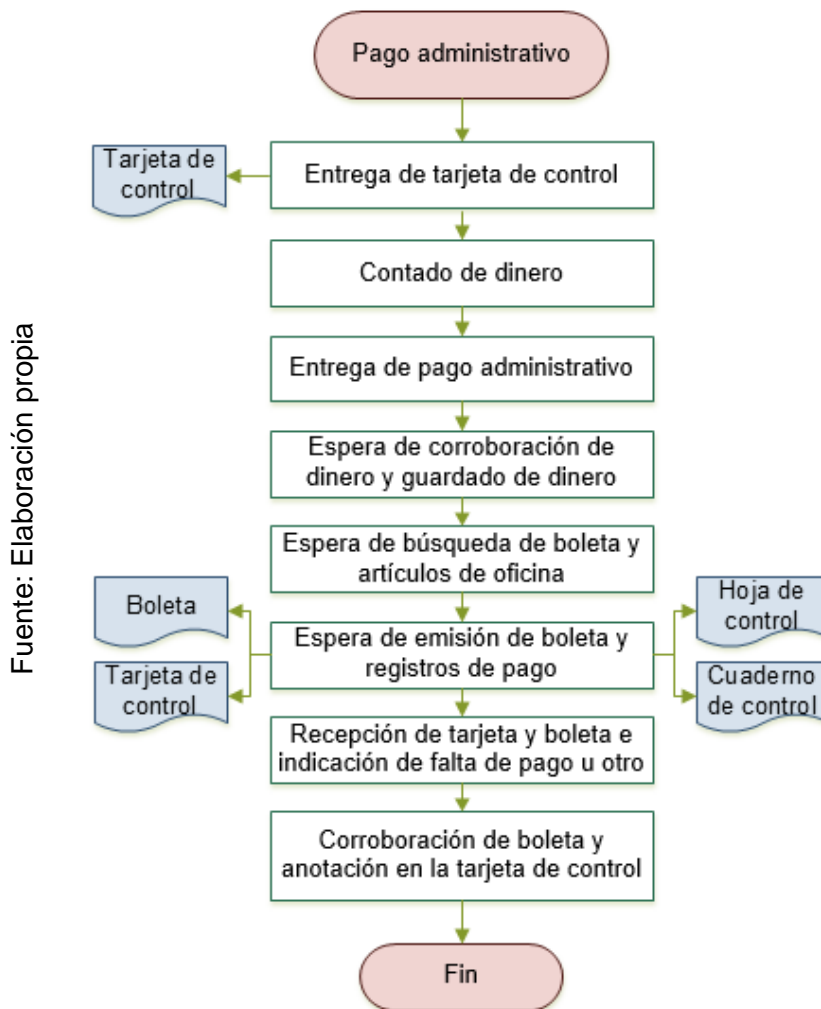 Pago administrativo
Tarjeta de
control
Entrega de tarjeta de control
Contado de dinero
Entrega de pago administrativo
Espera de corroboración de
dinero y guardado de dinero
Espera de búsqueda de boleta y
artículos de oficina
Boleta
Tarjeta de
control
Espera de emisión de boleta y
registros de pago
Hoja de
control
Cuaderno
de control
Recepción de tarjeta y boleta e
indicación de falta de pago u otro
Corroboración de boleta y
anotación en la tarjeta de control
Fin
Fuente: Elaboración propia